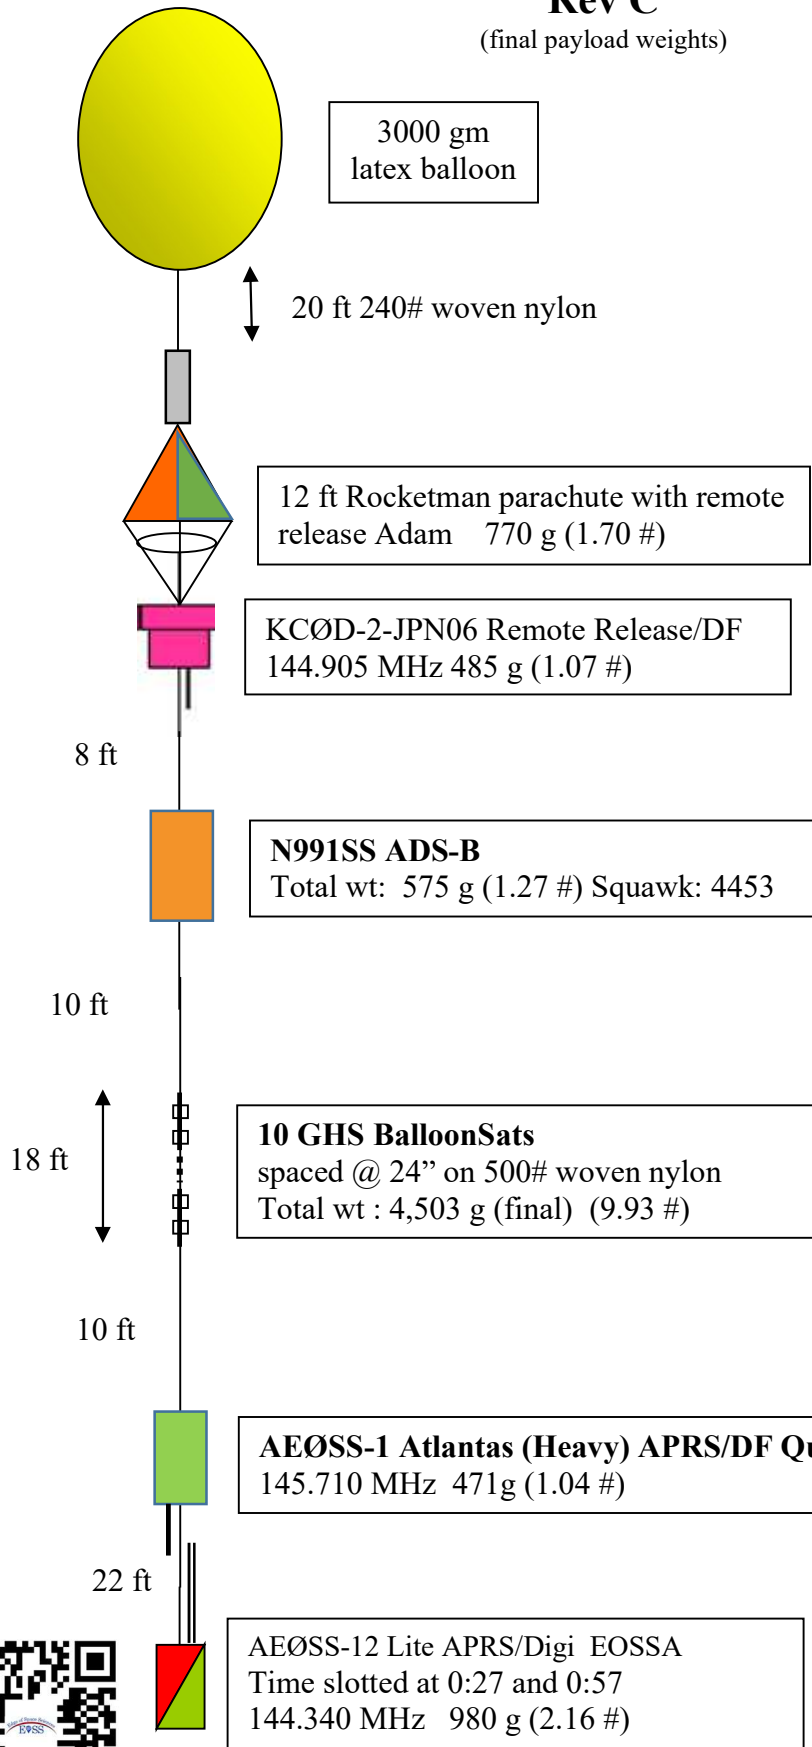 Rev C
(final payload weights)
3000 gm
latex balloon
20 ft 240# woven nylon
12 ft Rocketman parachute with remote
release Adam 770 g (1.70 #)
KCØD-2-JPN06 Remote Release/DF
144.905 MHz 485 g (1.07 #)
8 ft
N991SS ADS-B
Total wt: 575 g (1.27 #) Squawk: 4453
10 ft
18 ft
10 GHS BalloonSats
spaced @ 24” on 500# woven nylon
Total wt : 4,503 g (final) (9.93 #)
10 ft
AEØSS-1 Atlantas (Heavy) APRS/DF
145.710 MHz 471g (1.04 #)
22 ft
AEØSS-12 Lite APRS/Digi EOSSA
Time slotted at 0:27 and 0:57
144.340 MHz 980 g (2.16 #)
EOSS